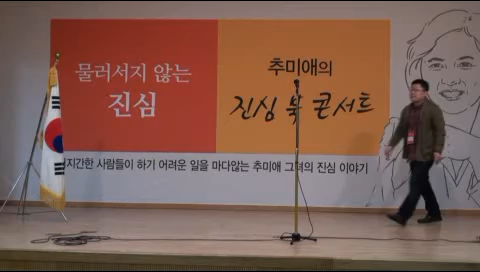 물러서지 않는
진심
추미애의
진심 북 콘서트
지간한 사람들이 하기 어려운 일을 마다않는 추미애 그녀의 진심 이야기